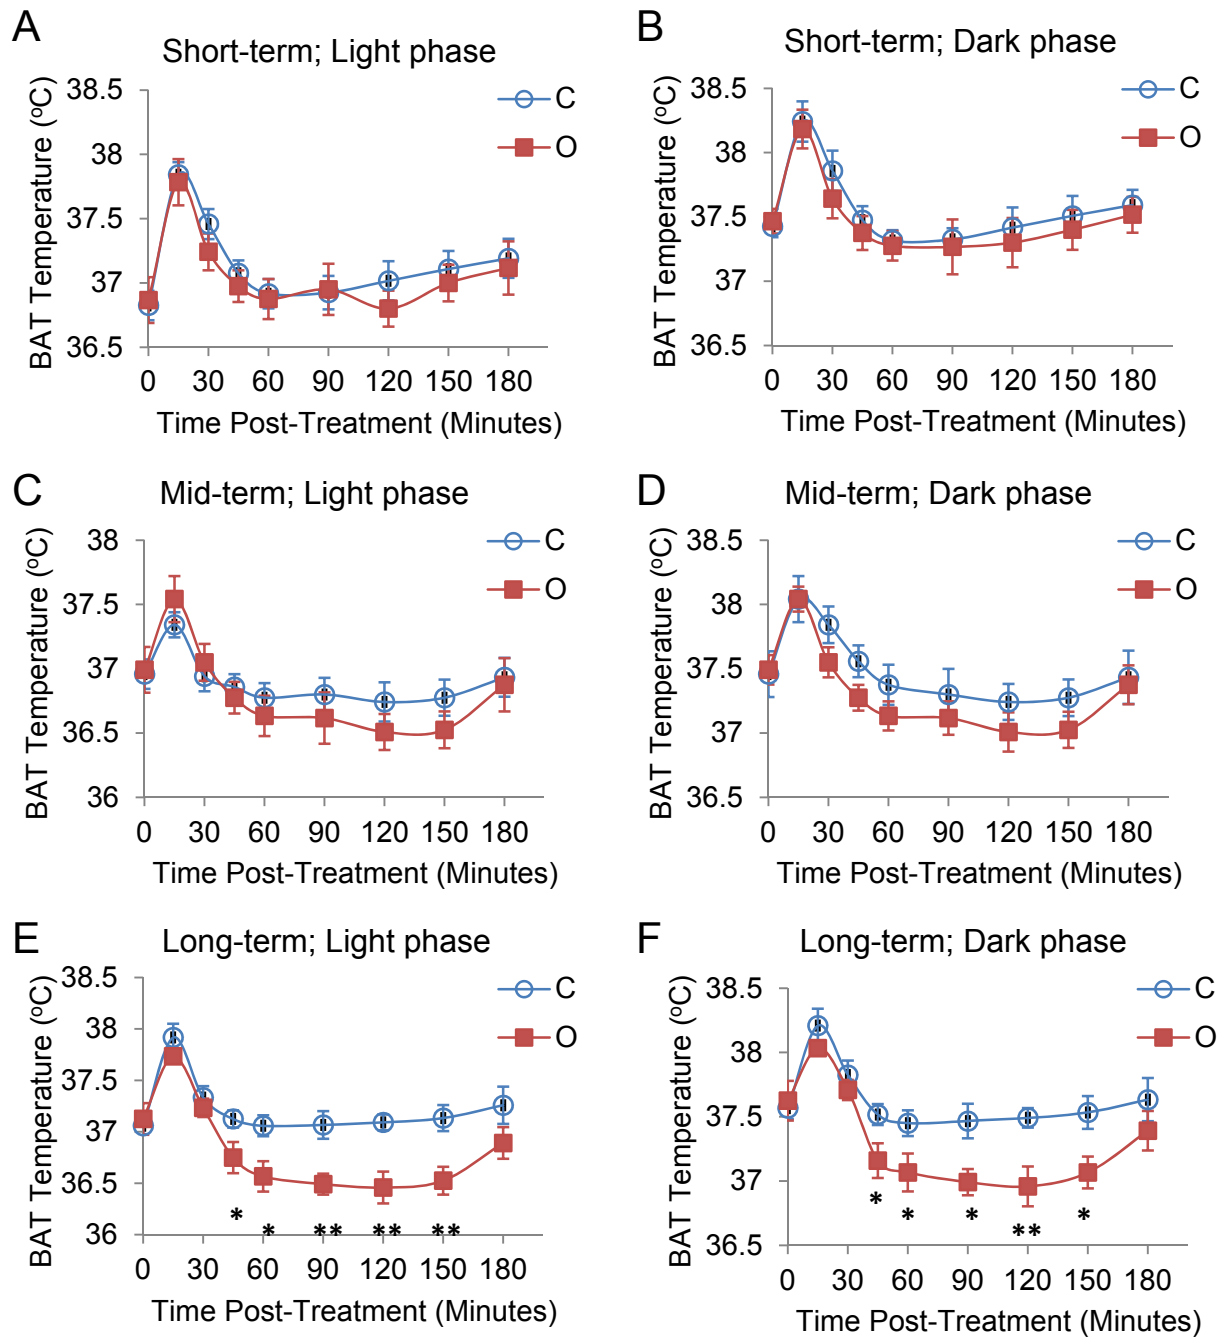 A
Short-term; Light phase
BAT Temperature (oC)
38.5
38
37.5
37
36.5
C
O
0 30 60 90 120 150 180
Time Post-Treatment (Minutes)
B
Short-term; Dark phase
BAT Temperature (oC)
38.5
38
37.5
37
36.5
C
O
0 30 60 90 120 150 180
Time Post-Treatment (Minutes)
C
Mid-term; Light phase
BAT Temperature (oC)
38
37.5
37
36.5
36
C
O
0 30 60 90 120 150 180
Time Post-Treatment (Minutes)
D
Mid-term; Dark phase
BAT Temperature (oC)
38.5
38
37.5
37
36.5
C
O
0 30 60 90 120 150 180
Time Post-Treatment (Minutes)
E
Long-term; Light phase
BAT Temperature (oC)
38.5
38
37.5
37
36.5
36
C
O
* * ** ** **
0 30 60 90 120 150 180
Time Post-Treatment (Minutes)
F
Long-term; Dark phase
BAT Temperature (oC)
38.5
38
37.5
37
36.5
C
O
* * * ** *
0 30 60 90 120 150 180
Time Post-Treatment (Minutes)